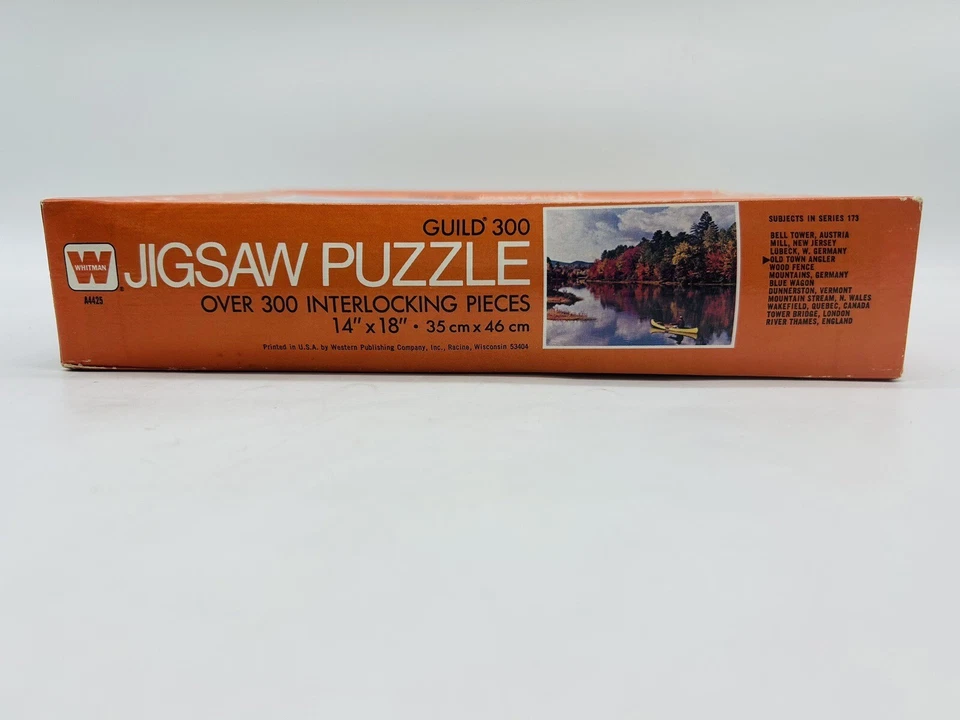 W
WHITMAN®
A4425
GUILD® 300
JIGSAW PUZZLE
OVER 300 INTERLOCKING PIECES
14" x 18" • 35 cm x 46 cm
Printed in U.S.A. by Western Publishing Company, Inc., Racine, Wisconsin 53404
SUBJECTS IN SERIES 173
BELL TOWER, AUSTRIA
MILL, NEW JERSEY
LUBECK, W. GERMANY
▶OLD TOWN ANGLER
WOOD FENCE
MOUNTAINS, GERMANY
BLUE WAGON
DUNNERSTON, VERMONT
MOUNTAIN STREAM, N. WALES
WAKEFIELD, QUEBEC, CANADA
TOWER BRIDGE, LONDON
RIVER THAMES, ENGLAND